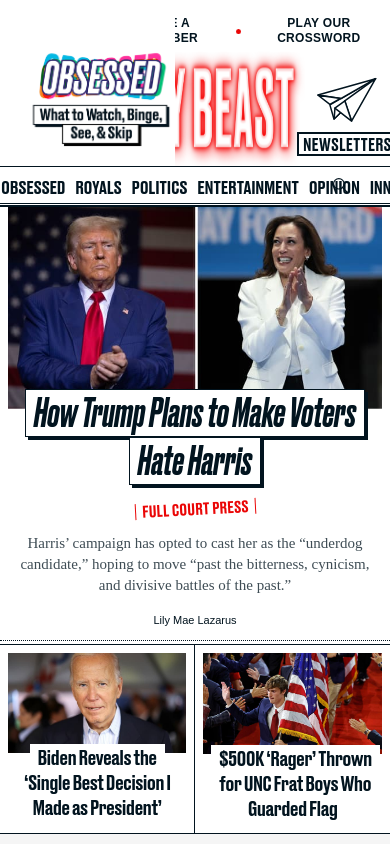 E A
BER
PLAY OUR
CROSSWORD
OBSESSED
What to Watch, Binge,
See, & Skip
Y BEAST
NEWSLETTERS
OBSESSED ROYALS POLITICS ENTERTAINMENT OPINION INN
AY FORWARD
How Trump Plans to Make Voters
Hate Harris
FULL COURT PRESS
Harris’ campaign has opted to cast her as the “underdog
candidate,” hoping to move “past the bitterness, cynicism,
and divisive battles of the past.”
Lily Mae Lazarus
Biden Reveals the
‘Single Best Decision I
Made as President’
$500K ‘Rager’ Thrown
for UNC Frat Boys Who
Guarded Flag